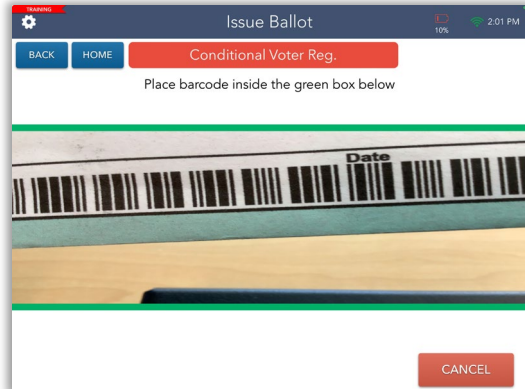 TRAINING
Issue Ballot
10%
2:01 PM
BACK
HOME
Conditional Voter Reg.
Place barcode inside the green box below
Date
CANCEL